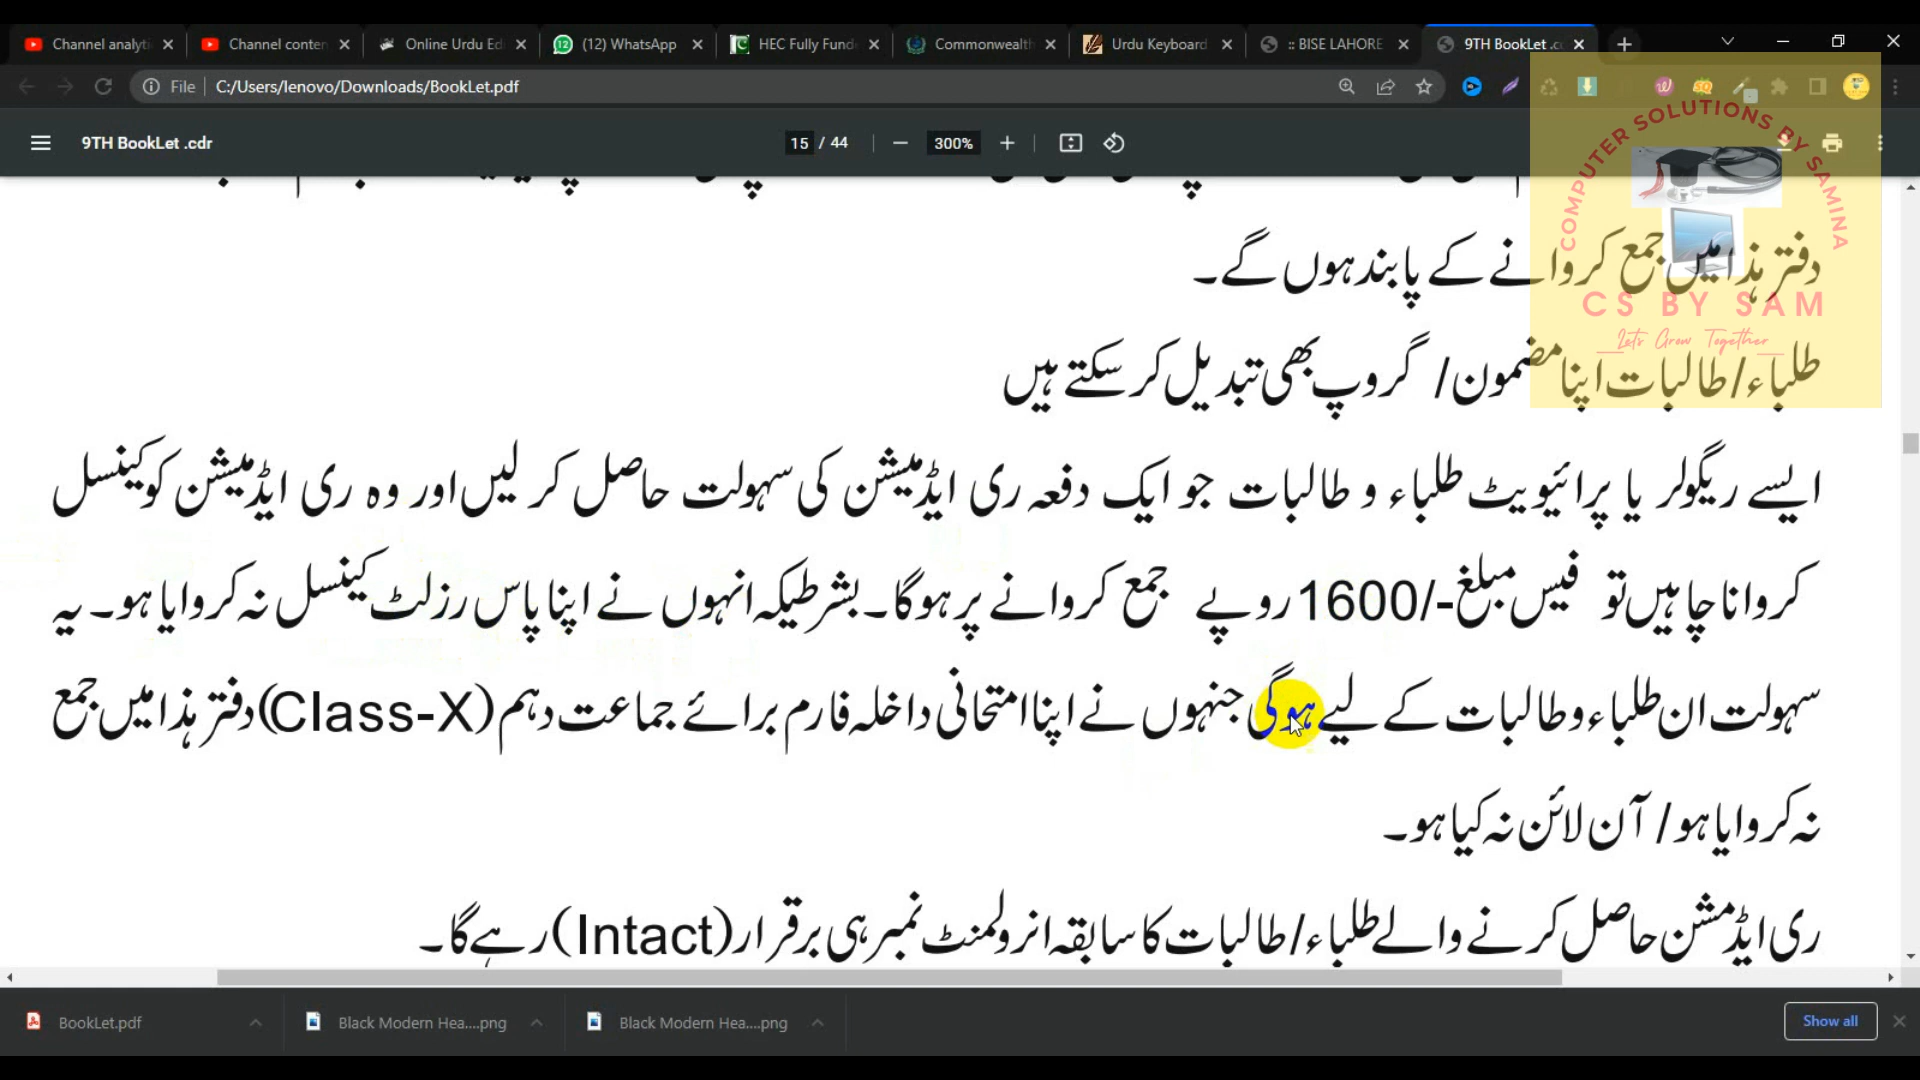 Channel analyti
Channel conten
Online Urdu Ed
(12) WhatsApp
HEC Fully Fund
Commonwealth
Urdu Keyboard
:: BISE LAHORE
9TH BookLet .c
File
C:/Users/lenovo/Downloads/BookLet.pdf
9TH BookLet .cdr
15 / 44
300%
COMPUTER SOLUTIONS BY SAMINA
CS BY SAM
Lets Grow Together
دفتر ہٰذا میں جمع کروانے کے پابند ہوں گے۔
طلباء/طالبات اپنا مضمون/ گروپ بھی تبدیل کر سکتے ہیں
ایسے ریگولر یا پرائیویٹ طلباء و طالبات جو ایک دفعہ ری ایڈمیشن کی سہولت حاصل کر لیں اور وہ ری ایڈمیشن کو کینسل
کروانا چاہیں تو فیس مبلغ -/1600 روپے جمع کروانے پر ہوگا۔ بشرطیکہ انہوں نے اپنا پاس رزلٹ کینسل نہ کروایا ہو۔ یہ
سہولت ان طلباء و طالبات کے لیے ہوگی جنہوں نے اپنا امتحانی داخلہ فارم برائے جماعت دہم (Class-X) دفتر ہذا میں جمع
نہ کروایا ہو/ آن لائن نہ کیا ہو۔
ری ایڈمشن حاصل کرنے والے طلباء/طالبات کا سابقہ انرولمنٹ نمبر ہی برقرار (Intact) رہے گا۔
BookLet.pdf
Black Modern Hea....png
Black Modern Hea....png
Show all